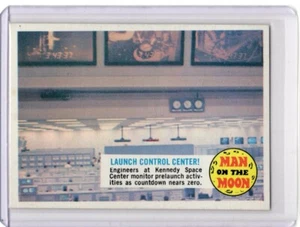 LAUNCH CONTROL CENTER!
Engineers at Kennedy Space
Center monitor prelaunch activ-
ities as countdown nears zero.
MAN
ON THE
MOON